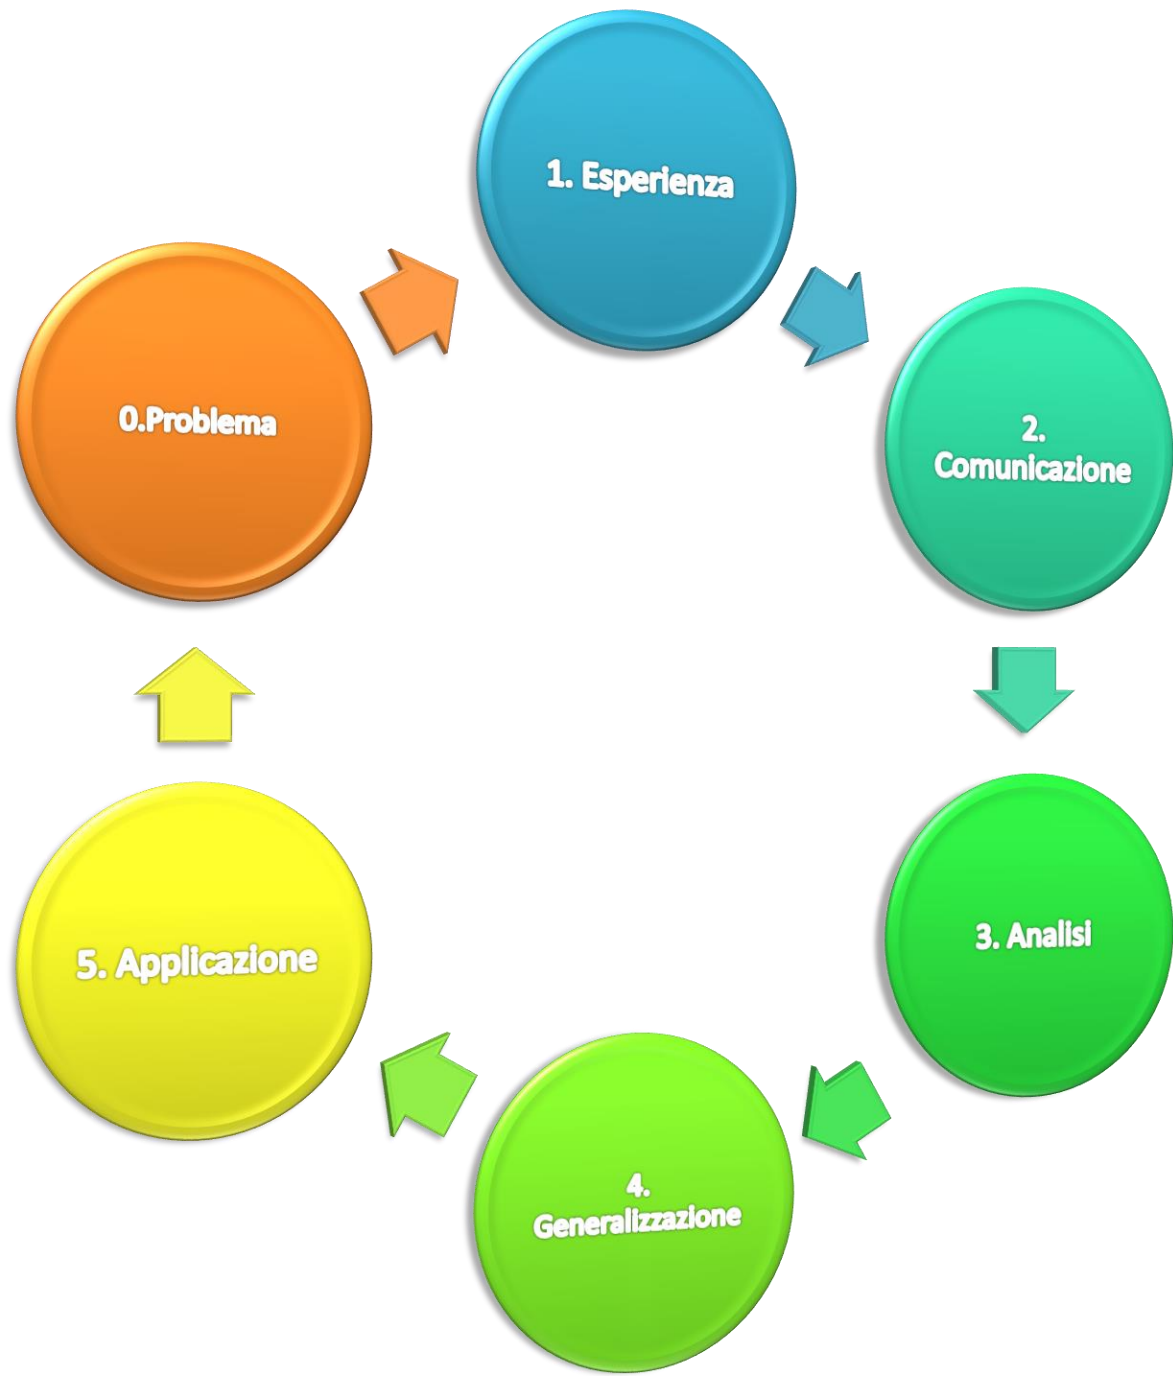 0.Problema
1. Esperienza
2.
Comunicazione
3. Analisi
4.
Generalizzazione
5. Applicazione